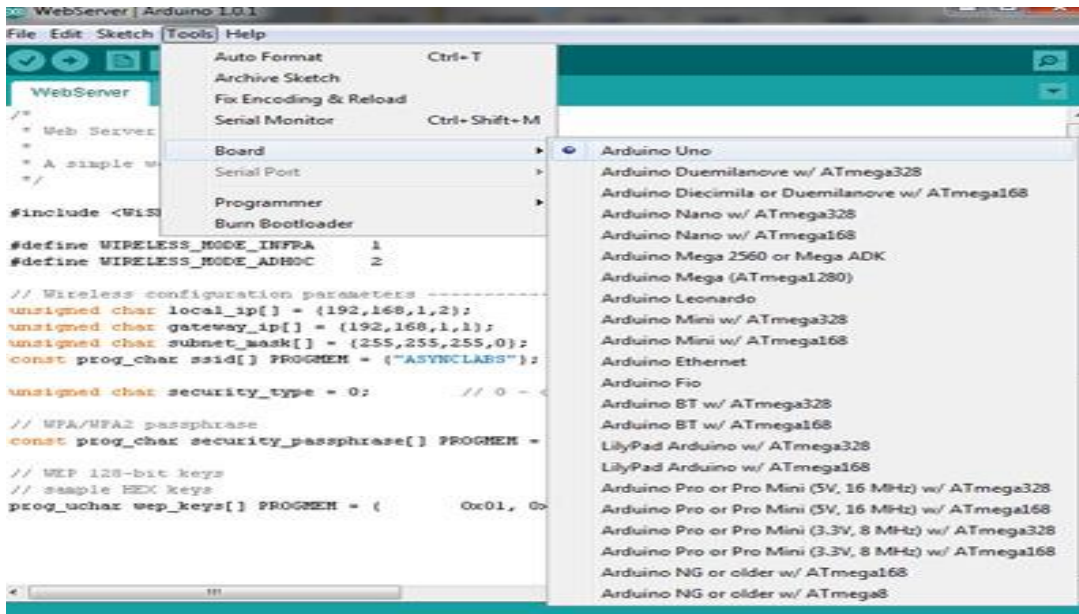 WebServer | Arduino 1.0.1
File Edit Sketch Tools Help
Auto Format Ctrl+T
Archive Sketch
Fix Encoding & Reload
Serial Monitor Ctrl+Shift+M
Board
Serial Port
Programmer
Burn Bootloader
WebServer
/*
* Web Server
*
* A simple
*/
#include
#define WIRELESS_MODE_INFRA 1
#define WIRELESS_MODE_ADHOC 2
// Wireless configuration parameters ----------
unsigned char local_ip[] = {192,168,1,2};
unsigned char gateway_ip[] = {192,168,1,1};
unsigned char subnet_mask[] = {255,255,255,0};
const prog_char ssid[] PROGMEM = {"ASYNCLABS"};
unsigned char security_type = 0; // 0 -
// WPA/WPA2 passphrase
const prog_char security_passphrase[] PROGMEM =
// WEP 128-bit keys
// sample HEX keys
prog_uchar wep_keys[] PROGMEM = { 0x01,
Arduino Uno
Arduino Duemilanove w/ ATmega328
Arduino Diecimila or Duemilanove w/ ATmega168
Arduino Nano w/ ATmega328
Arduino Nano w/ ATmega168
Arduino Mega 2560 or Mega ADK
Arduino Mega (ATmega1280)
Arduino Leonardo
Arduino Mini w/ ATmega328
Arduino Mini w/ ATmega168
Arduino Ethernet
Arduino Fio
Arduino BT w/ ATmega328
Arduino BT w/ ATmega168
LilyPad Arduino w/ ATmega328
LilyPad Arduino w/ ATmega168
Arduino Pro or Pro Mini (5V, 16 MHz) w/ ATmega328
Arduino Pro or Pro Mini (5V, 16 MHz) w/ ATmega168
Arduino Pro or Pro Mini (3.3V, 8 MHz) w/ ATmega328
Arduino Pro or Pro Mini (3.3V, 8 MHz) w/ ATmega168
Arduino NG or older w/ ATmega168
Arduino NG or older w/ ATmega8